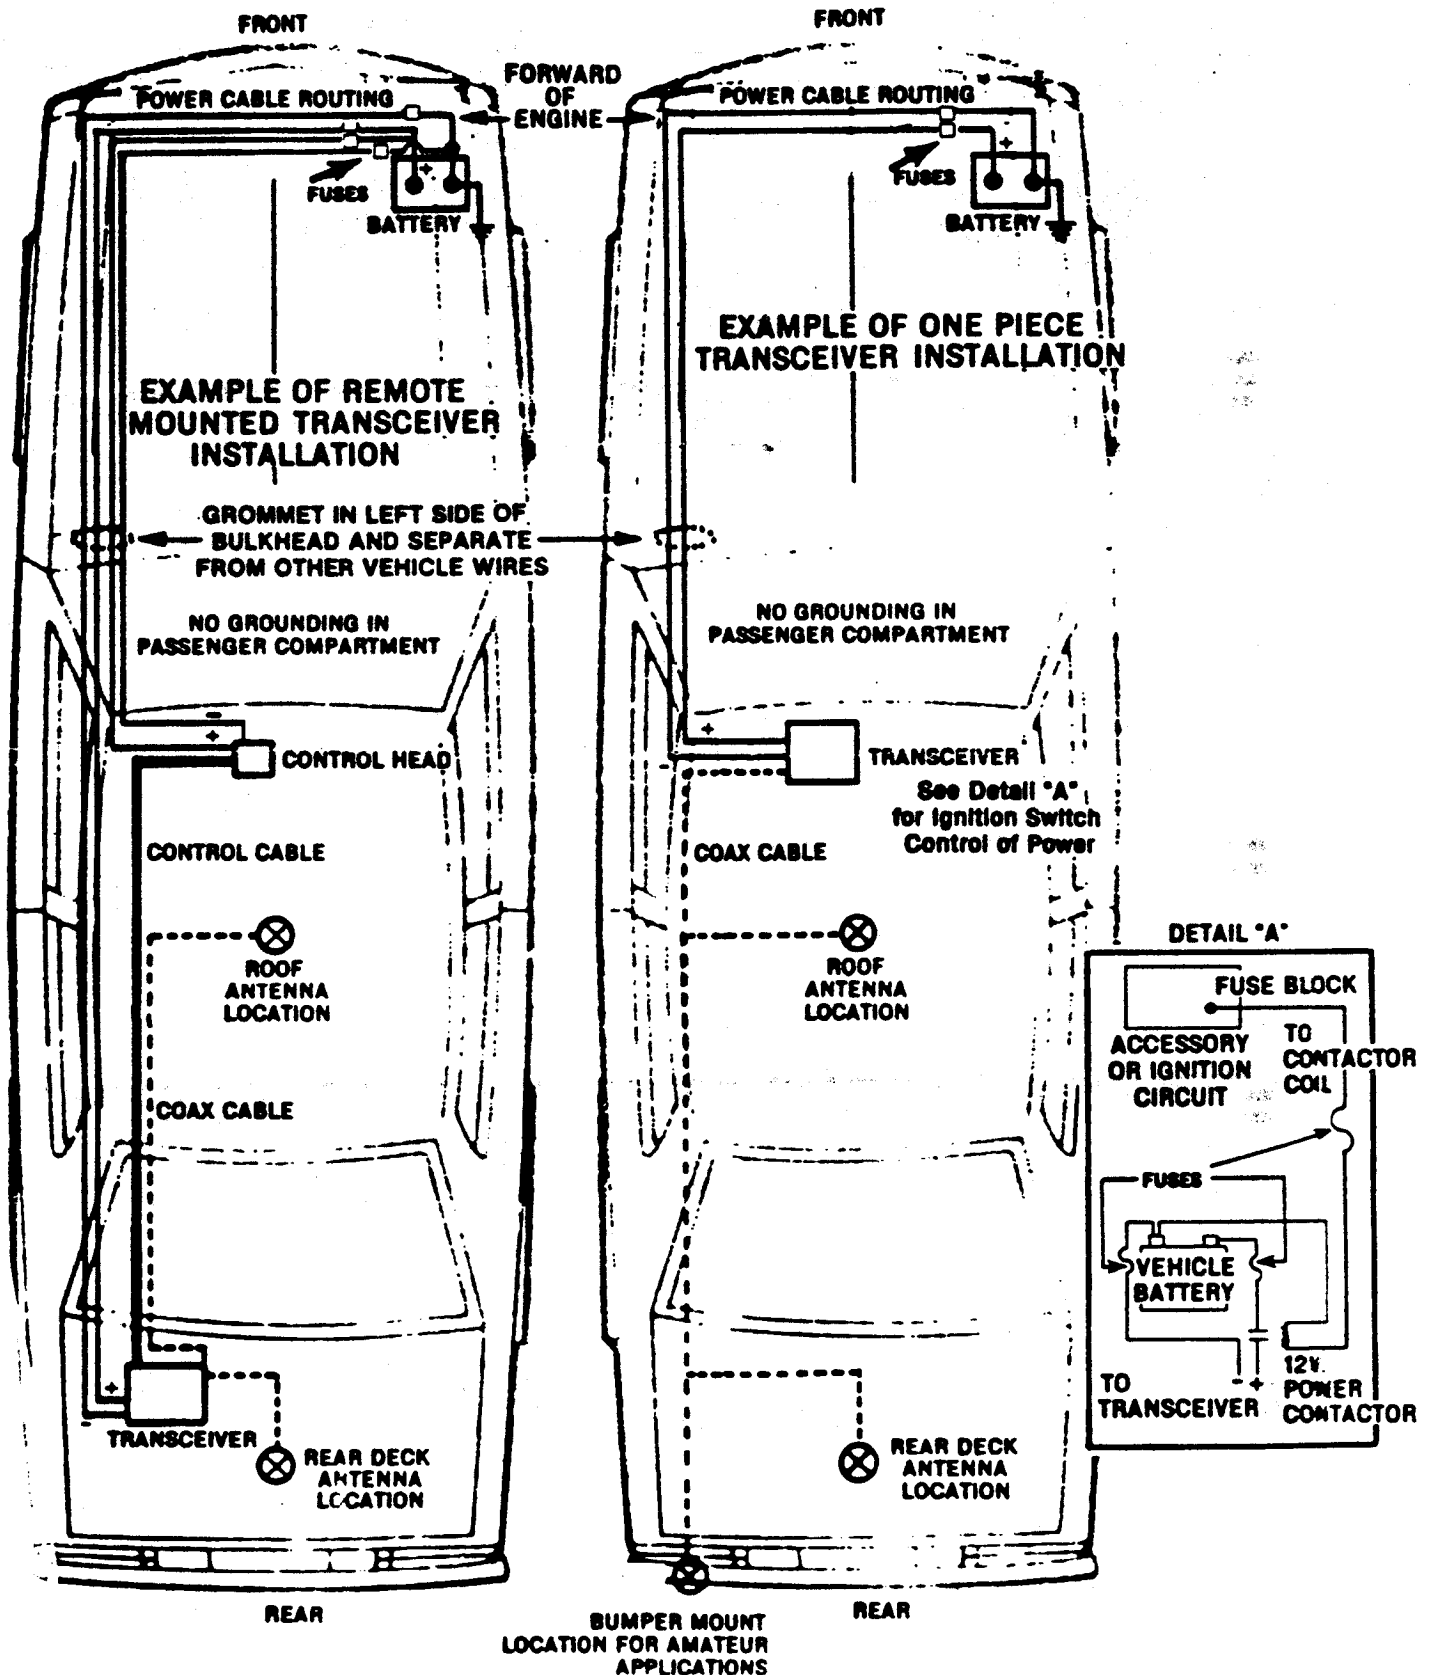 FRONT
POWER CABLE ROUTING
FORWARD
OF
ENGINE
FUSES
+
-
BATTERY
EXAMPLE OF REMOTE
MOUNTED TRANSCEIVER
INSTALLATION
GROMMET IN LEFT SIDE OF
BULKHEAD AND SEPARATE
FROM OTHER VEHICLE WIRES
NO GROUNDING IN
PASSENGER COMPARTMENT
-
+
CONTROL HEAD
CONTROL CABLE
ROOF
ANTENNA
LOCATION
COAX CABLE
+
-
TRANSCEIVER
REAR DECK
ANTENNA
LOCATION
REAR
FRONT
POWER CABLE ROUTING
-
+
FUSES
BATTERY
EXAMPLE OF ONE PIECE
TRANSCEIVER INSTALLATION
NO GROUNDING IN
PASSENGER COMPARTMENT
+
-
TRANSCEIVER
See Detail "A"
for Ignition Switch
Control of Power
COAX CABLE
ROOF
ANTENNA
LOCATION
REAR DECK
ANTENNA
LOCATION
REAR
BUMPER MOUNT
LOCATION FOR AMATEUR
APPLICATIONS
DETAIL "A"
FUSE BLOCK
ACCESSORY
OR IGNITION
CIRCUIT
TO
CONTACTOR
COIL
FUSES
VEHICLE
BATTERY
- +
TO
TRANSCEIVER
12V.
POWER
CONTACTOR